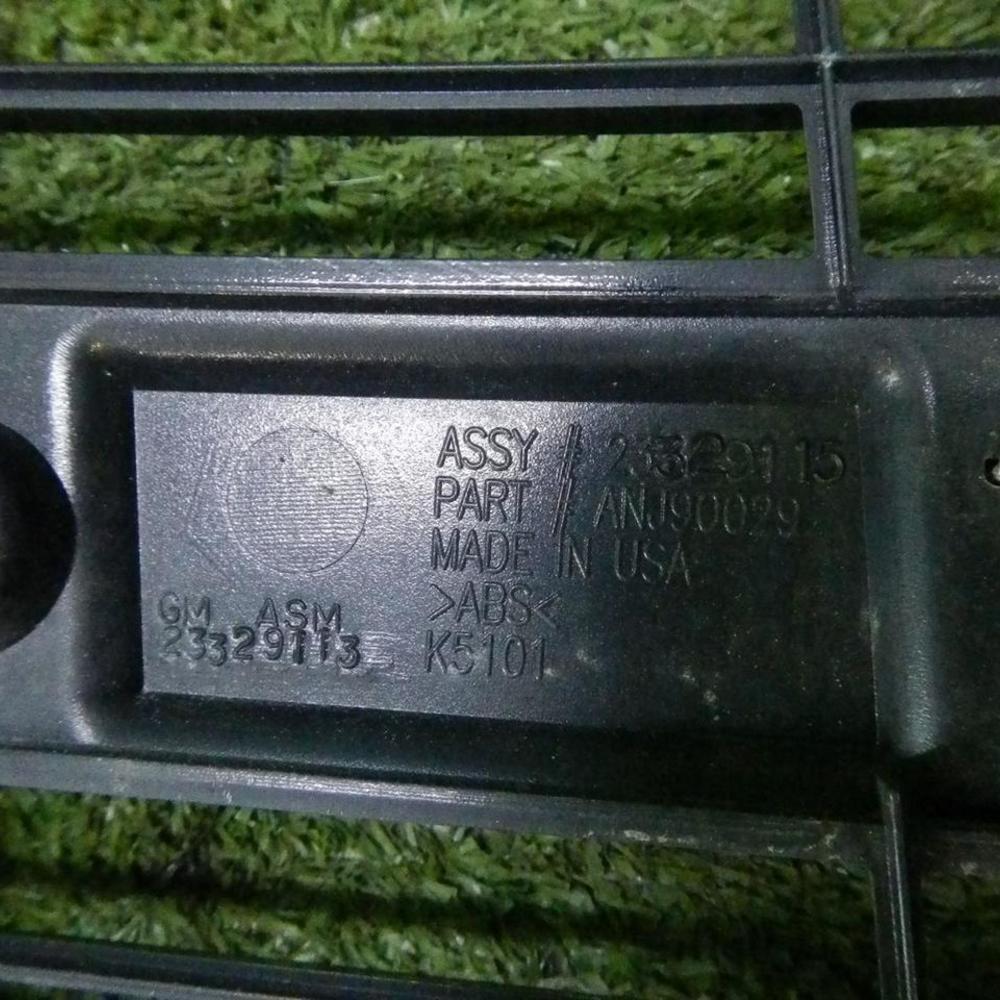 ASSY # 23329115
PART # ANJ90029
MADE IN USA
>ABS<
K5101
GM ASM
23329113